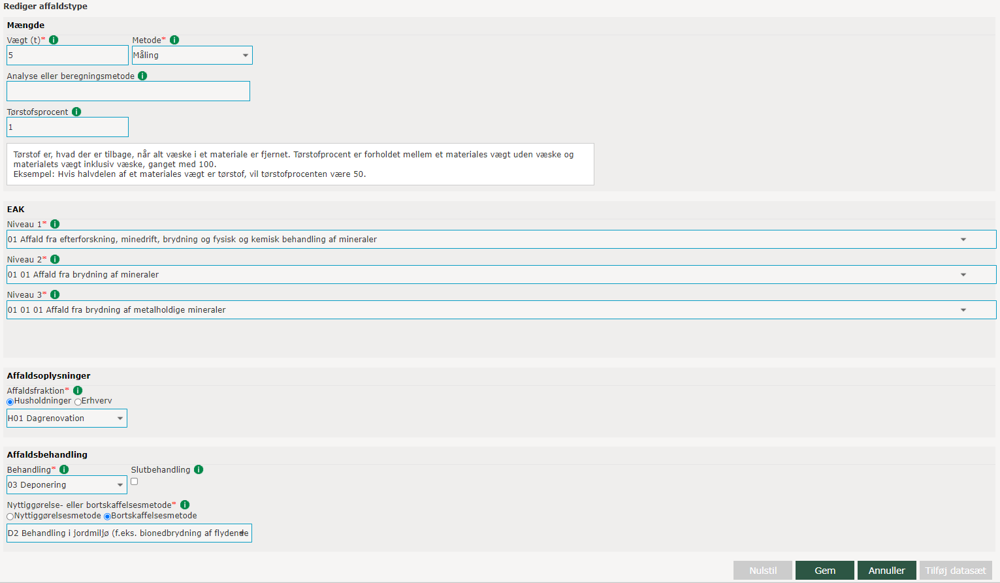 Rediger affaldstype
Mængde
Vægt (t)* i Metode* i
5 Måling
Analyse eller beregningsmetode i
Tørstofsprocent i
1
Tørstof er, hvad der er tilbage, når alt væske i et materiale er fjernet. Tørstofprocent er forholdet mellem et materiales vægt uden væske og
materialets vægt inklusiv væske, ganget med 100.
Eksempel: Hvis halvdelen af et materiales vægt er tørstof, vil tørstofprocenten være 50.
EAK
Niveau 1* i
01 Affald fra efterforskning, minedrift, brydning og fysisk og kemisk behandling af mineraler
Niveau 2* i
01 01 Affald fra brydning af mineraler
Niveau 3* i
01 01 01 Affald fra brydning af metalholdige mineraler
Affaldsoplysninger
Affaldsfraktion* i
Husholdninger Erhverv
H01 Dagrenovation
Affaldsbehandling
Behandling* i Slutbehandling i
03 Deponering
Nyttiggørelse- eller bortskaffelsesmetode* i
Nyttiggørelsesmetode Bortskaffelsesmetode
D2 Behandling i jordmiljø (f.eks. bionedbrydning af flydende
Nulstil Gem Annuller Tilføj datasæt